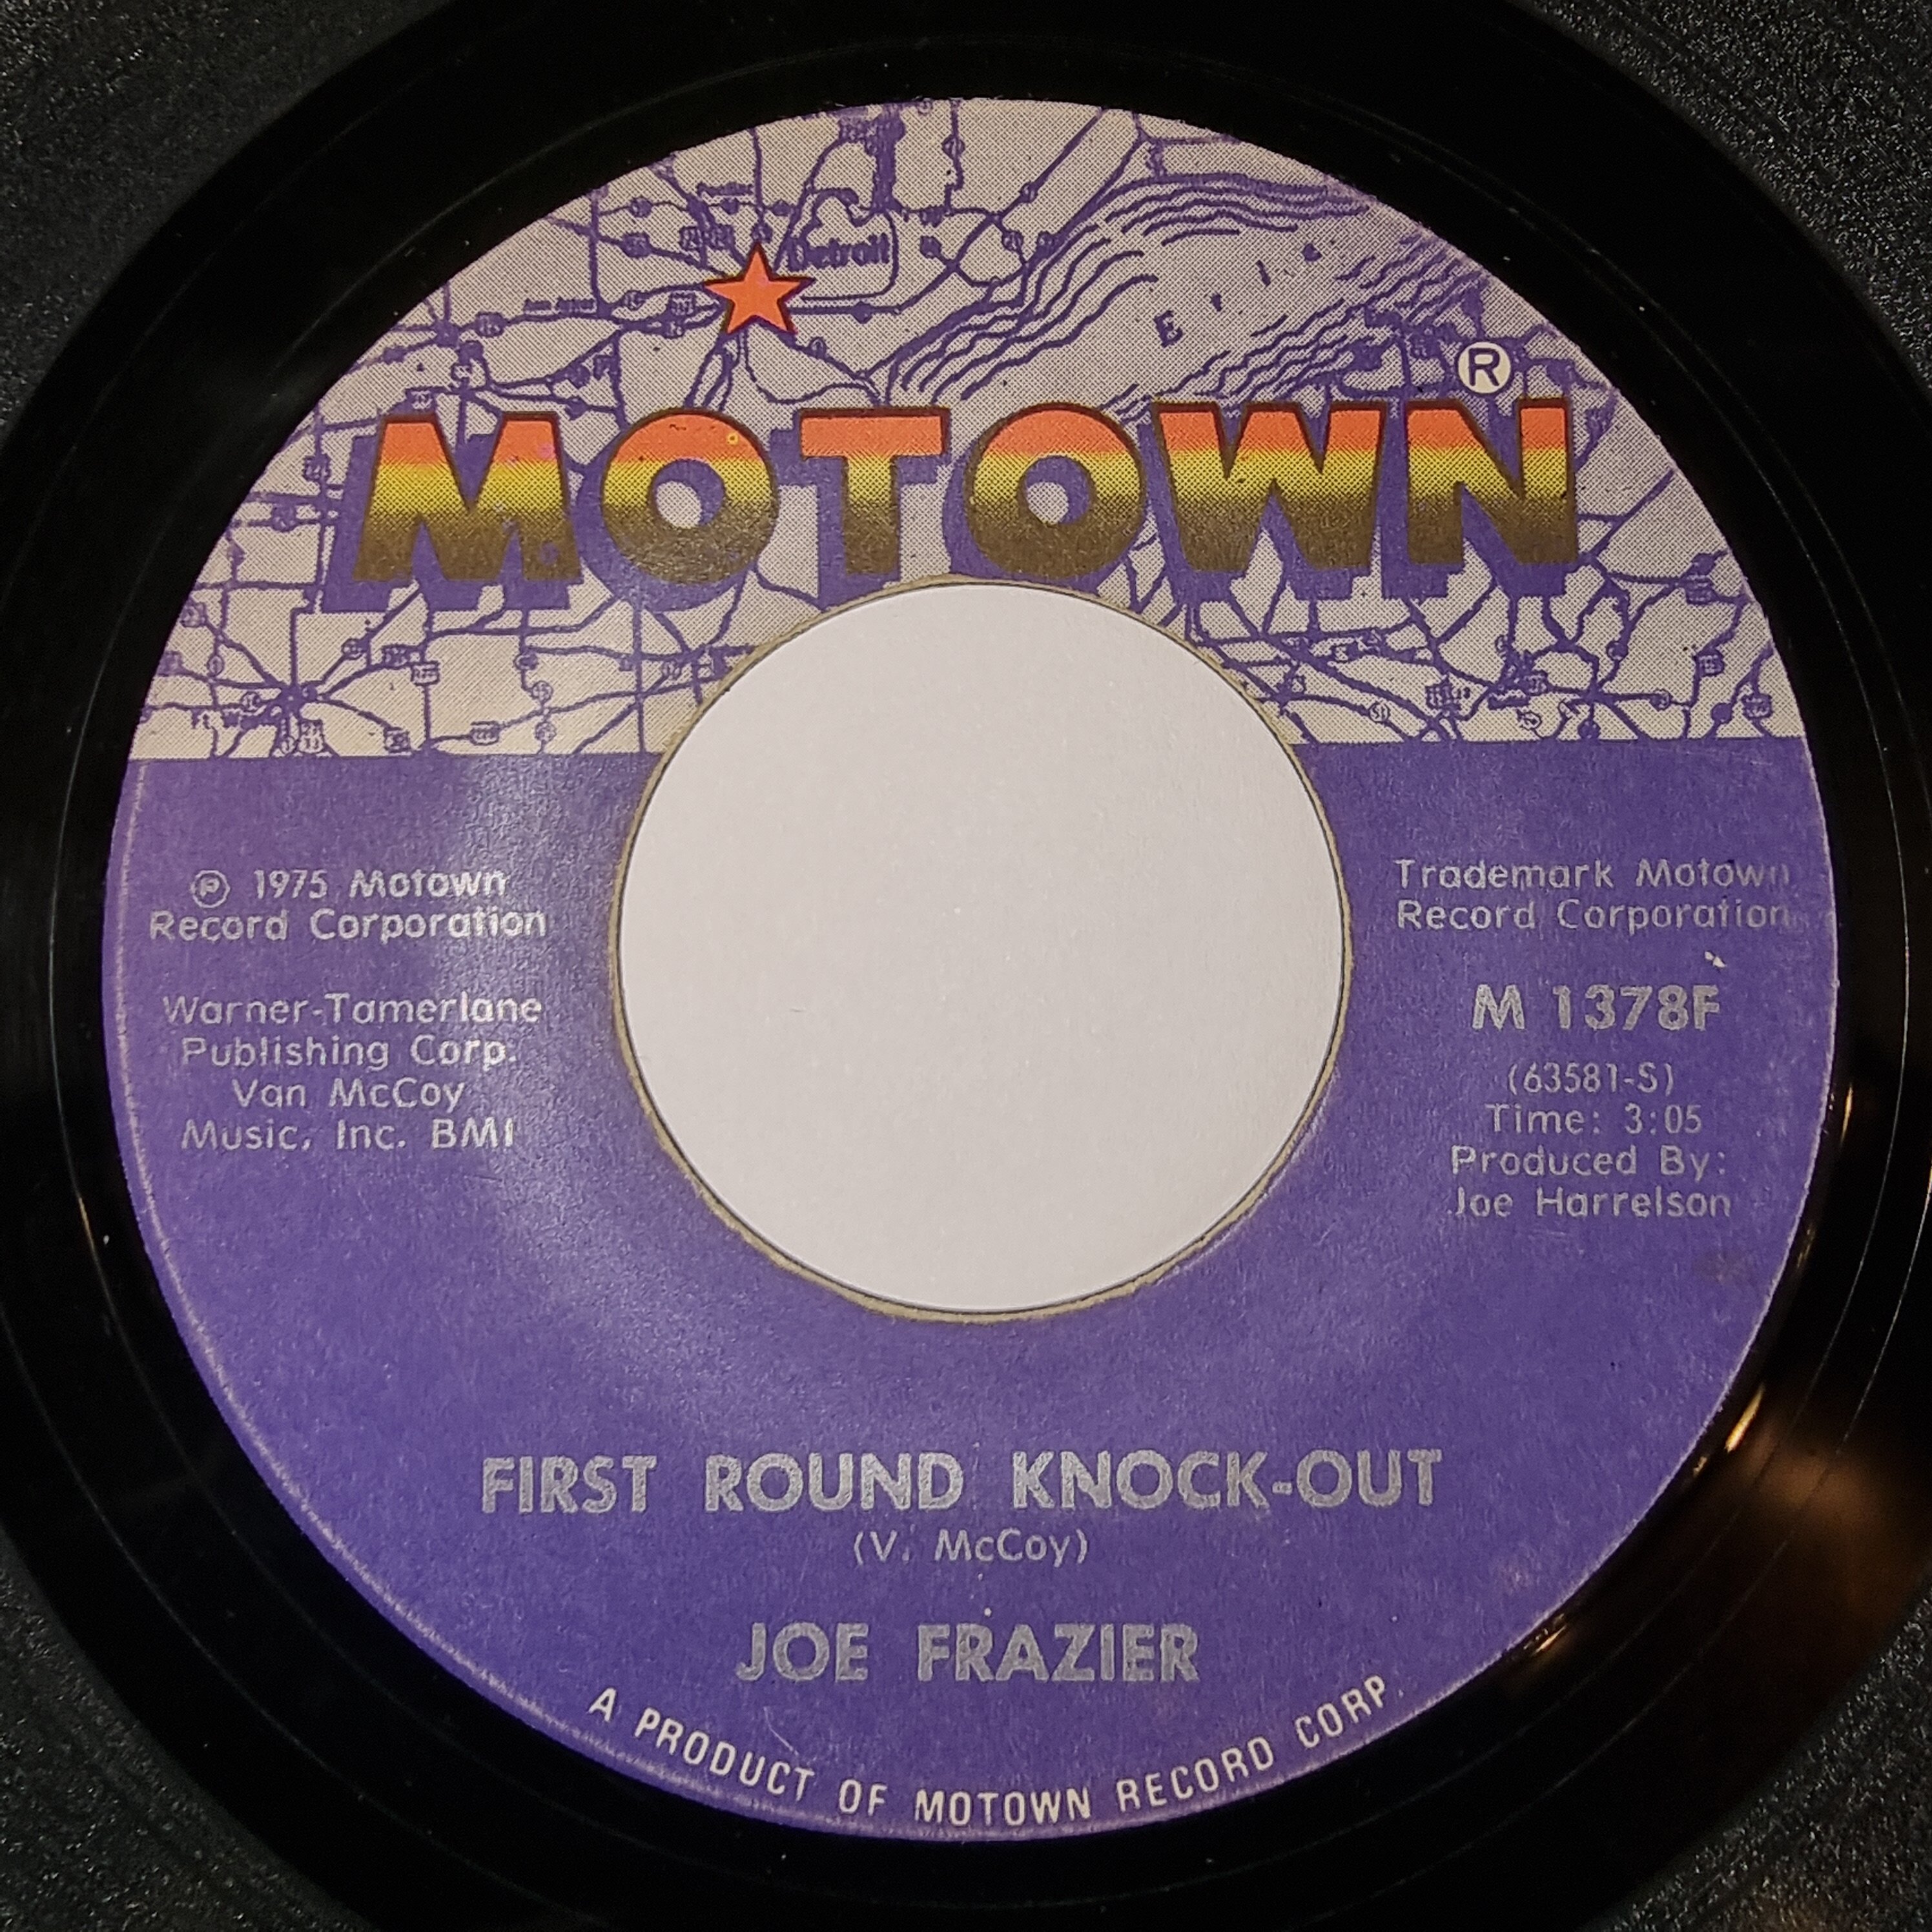 Detroit
Erie
®
MOTOWN
Ⓟ 1975 Motown
Record Corporation
Warner-Tamerlane
Publishing Corp.
Van McCoy
Music, Inc. BMI
Trademark Motown
Record Corporation
M 1378F
(63581-S)
Time: 3:05
Produced By:
Joe Harrelson
FIRST ROUND KNOCK-OUT
(V. McCoy)
JOE FRAZIER
A PRODUCT OF MOTOWN RECORD CORP.